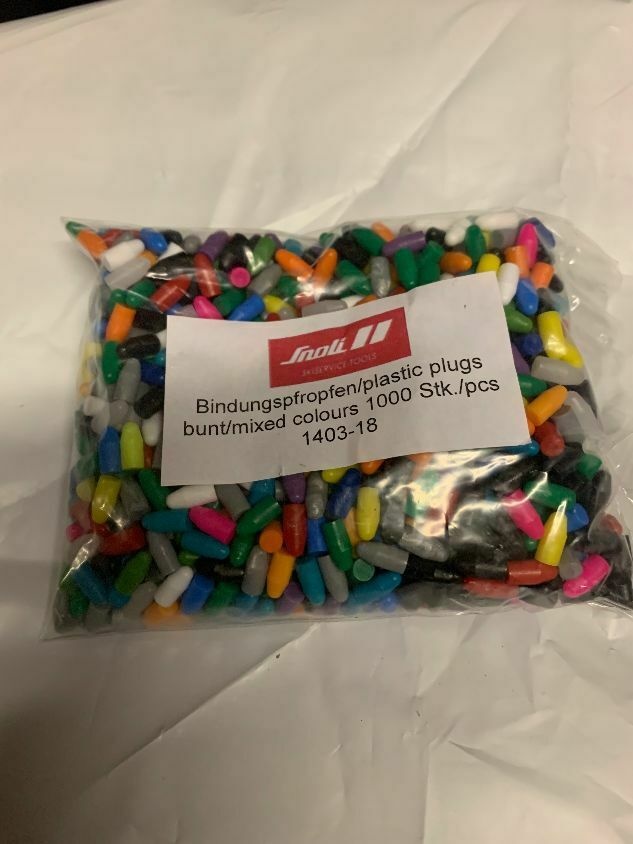 Snoli
SKISERVICE TOOLS
Bindungspfropfen/plastic plugs
bunt/mixed colours 1000 Stk./pcs
1403-18